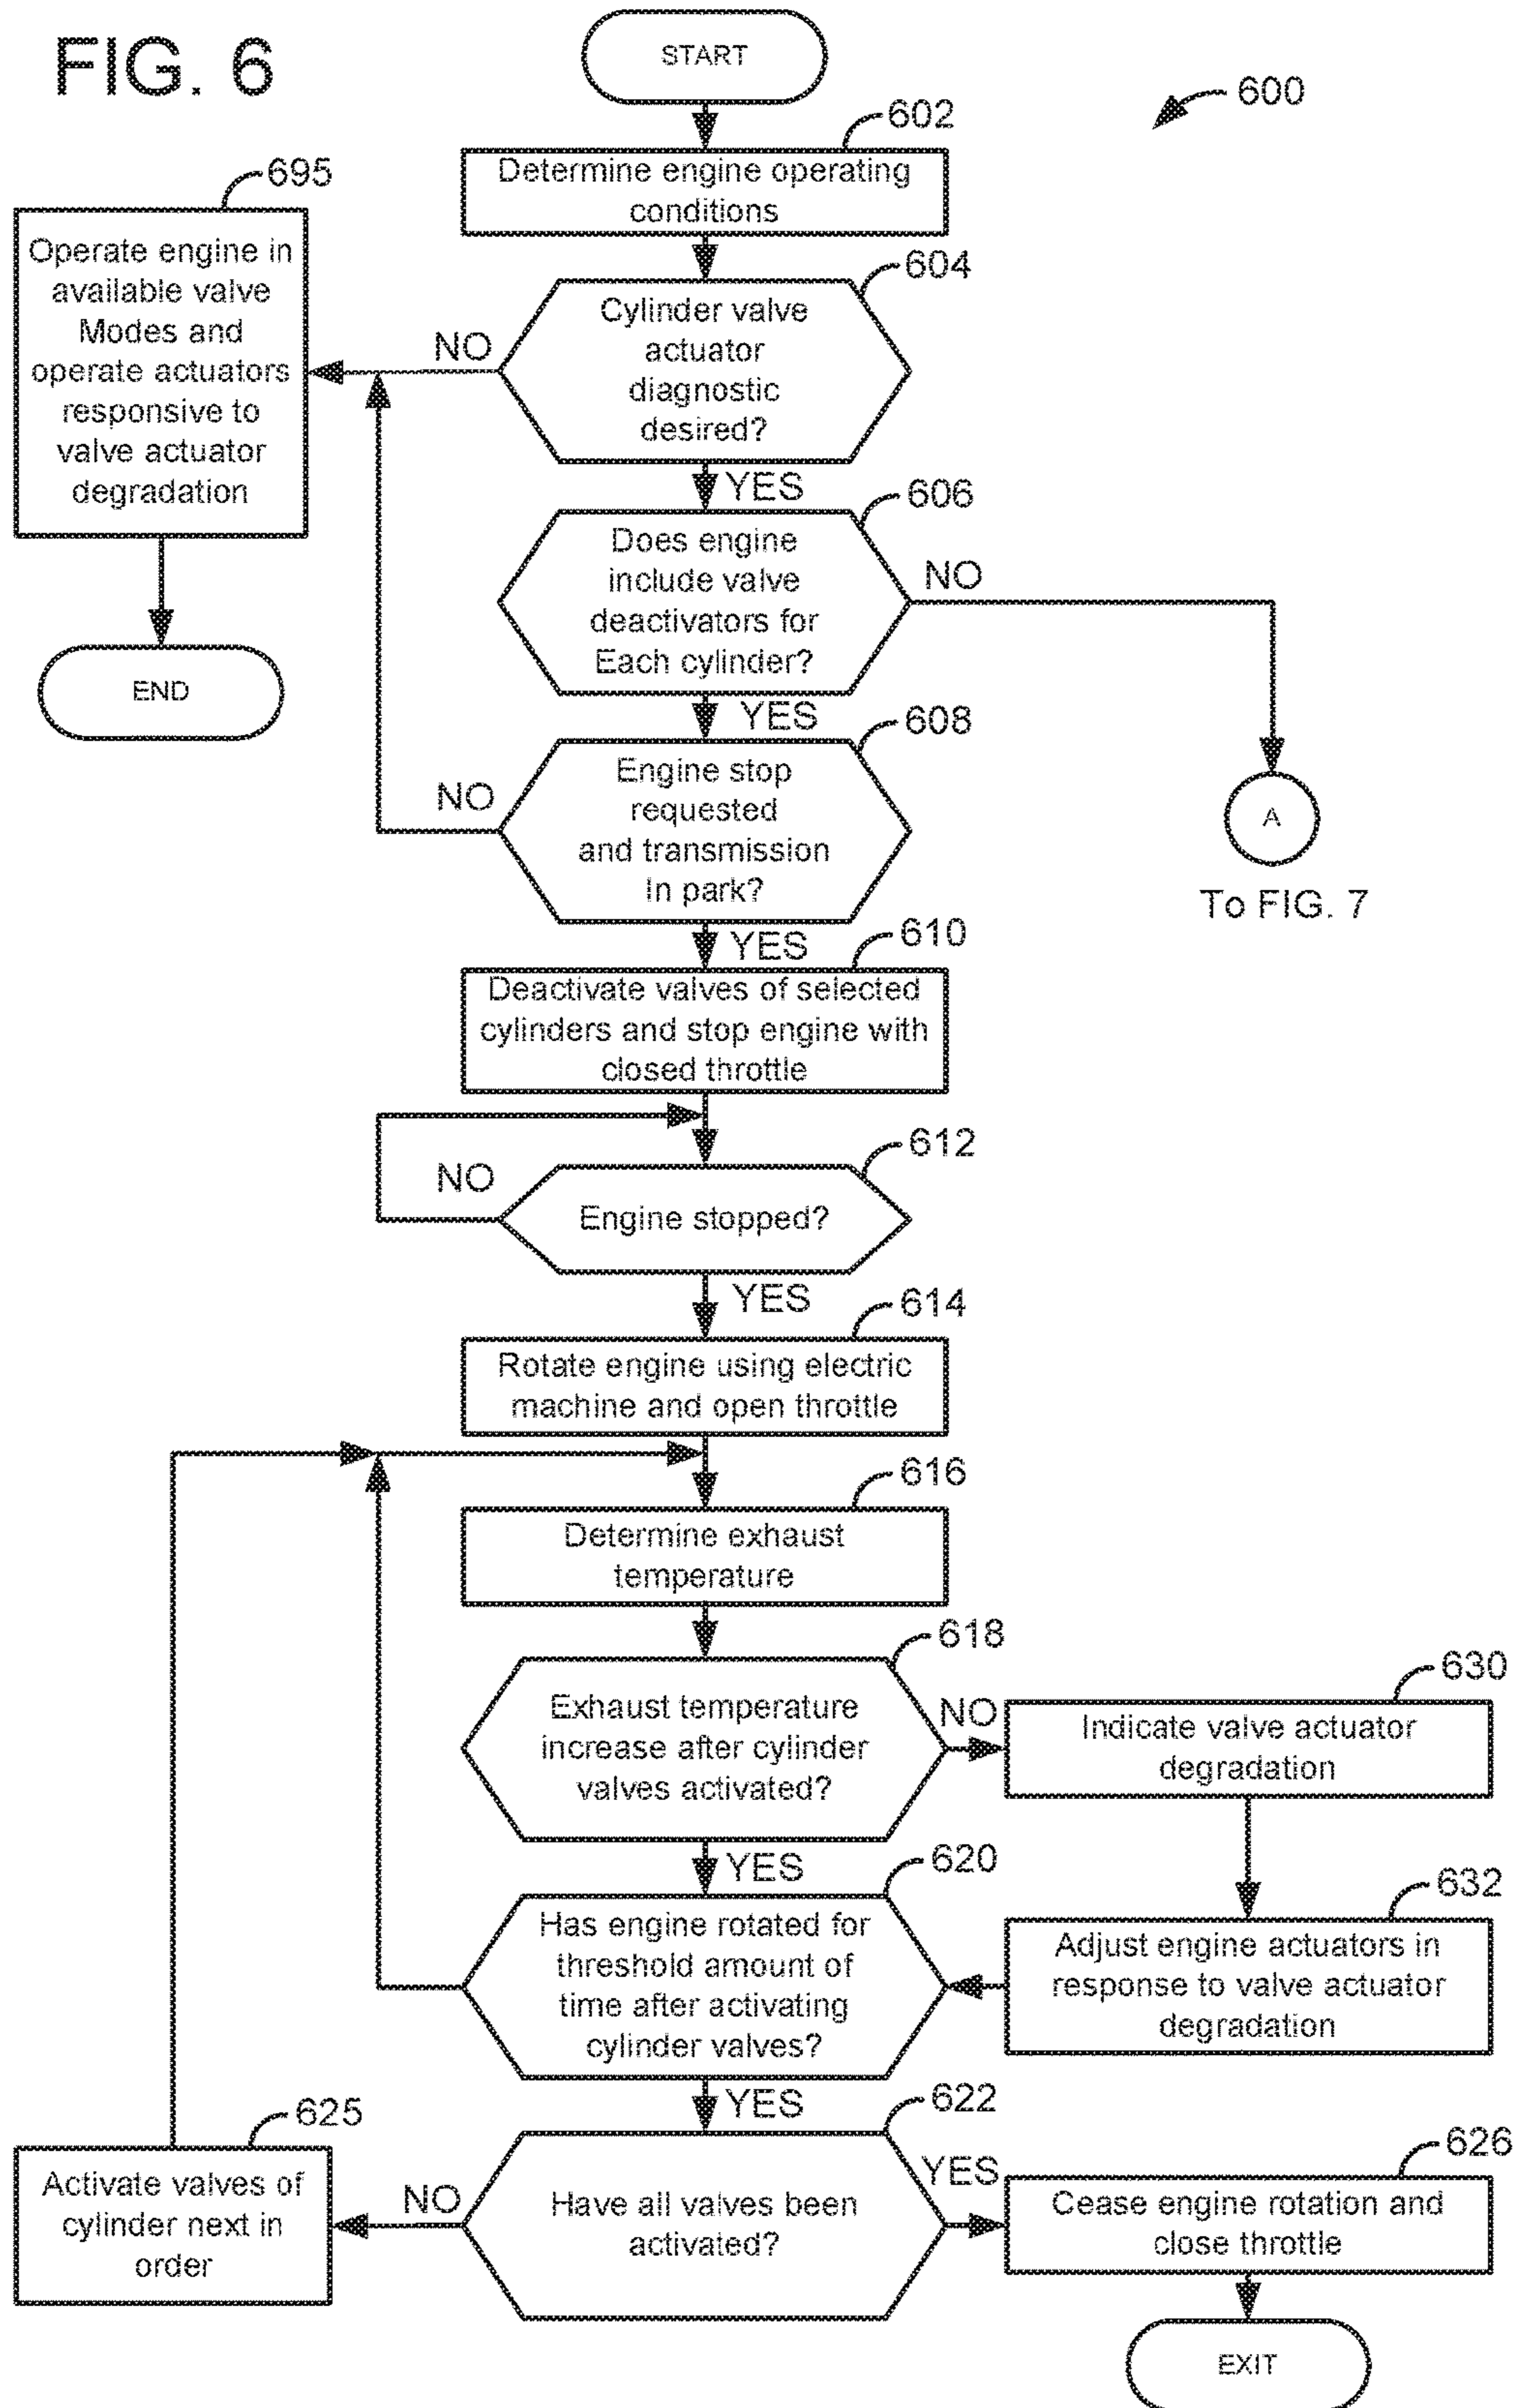 FIG. 6
START
600
602
Determine engine operating
conditions
695
Operate engine in
available valve
Modes and
operate actuators
responsive to
valve actuator
degradation
END
604
Cylinder valve
actuator
diagnostic
desired?
NO
YES
606
Does engine
include valve
deactivators for
Each cylinder?
NO
YES
A
To FIG. 7
608
Engine stop
requested
and transmission
In park?
NO
YES
610
Deactivate valves of selected
cylinders and stop engine with
closed throttle
612
Engine stopped?
NO
YES
614
Rotate engine using electric
machine and open throttle
616
Determine exhaust
temperature
618
Exhaust temperature
increase after cylinder
valves activated?
NO
YES
630
Indicate valve actuator
degradation
632
Adjust engine actuators in
response to valve actuator
degradation
620
Has engine rotated for
threshold amount of
time after activating
cylinder valves?
YES
622
Have all valves been
activated?
NO
YES
625
Activate valves of
cylinder next in
order
626
Cease engine rotation and
close throttle
EXIT